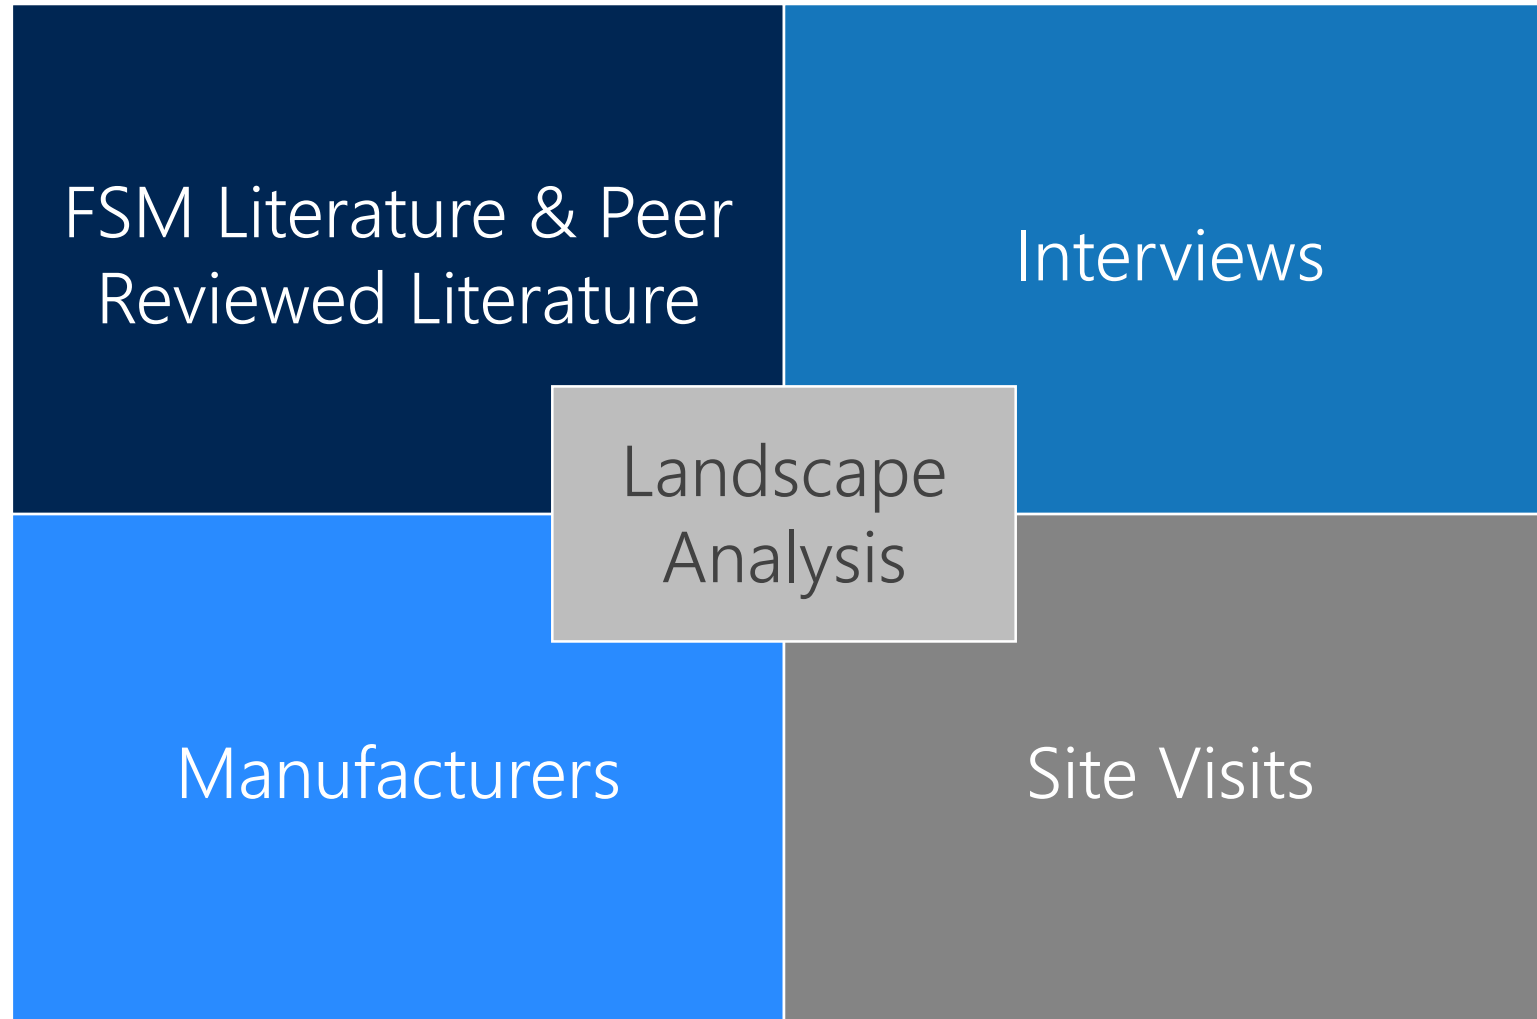 FSM Literature & Peer
Reviewed Literature
Interviews
Landscape
Analysis
Manufacturers
Site Visits